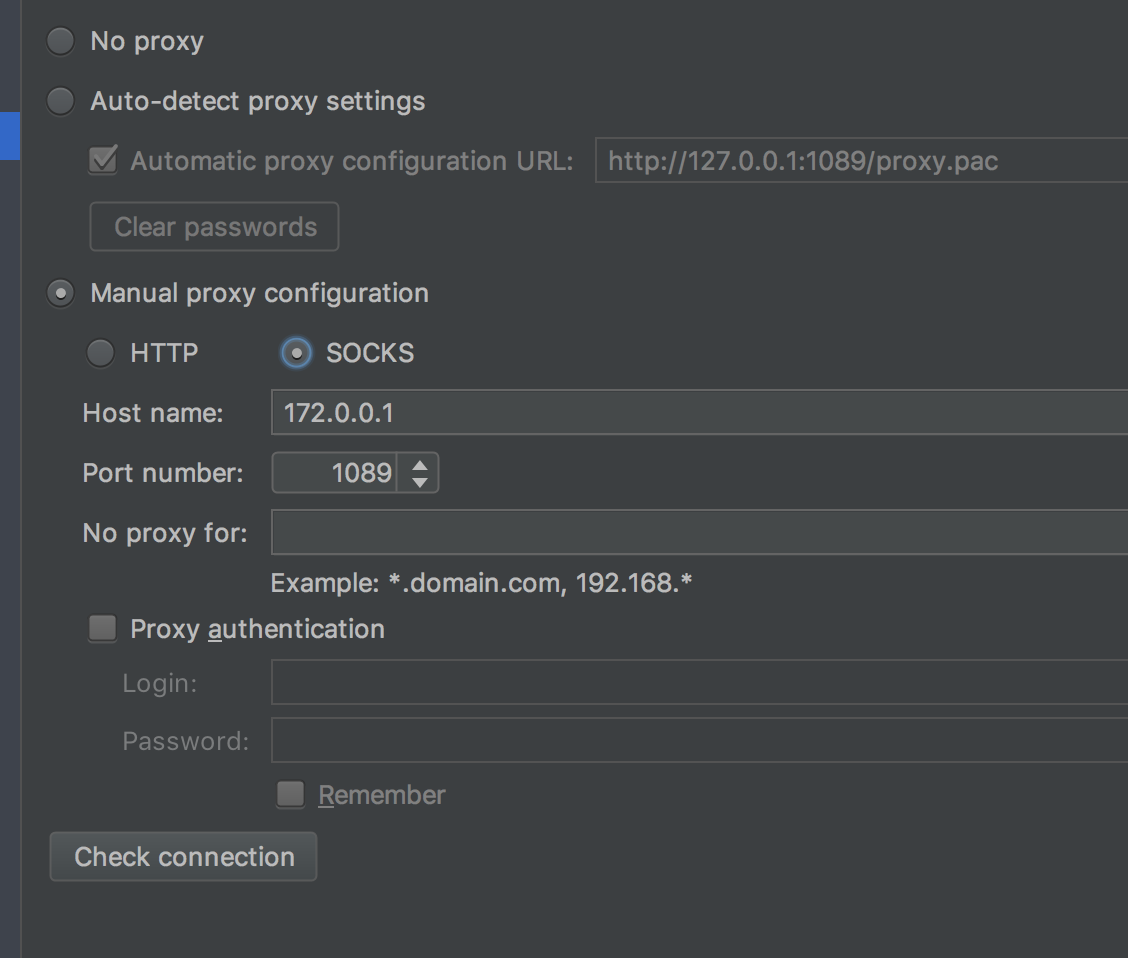 No proxy
Auto-detect proxy settings
Automatic proxy configuration URL: http://127.0.0.1:1089/proxy.pac
Clear passwords
Manual proxy configuration
HTTP SOCKS
Host name: 172.0.0.1
Port number: 1089
No proxy for:
Example: *.domain.com, 192.168.*
Proxy authentication
Login:
Password:
Remember
Check connection